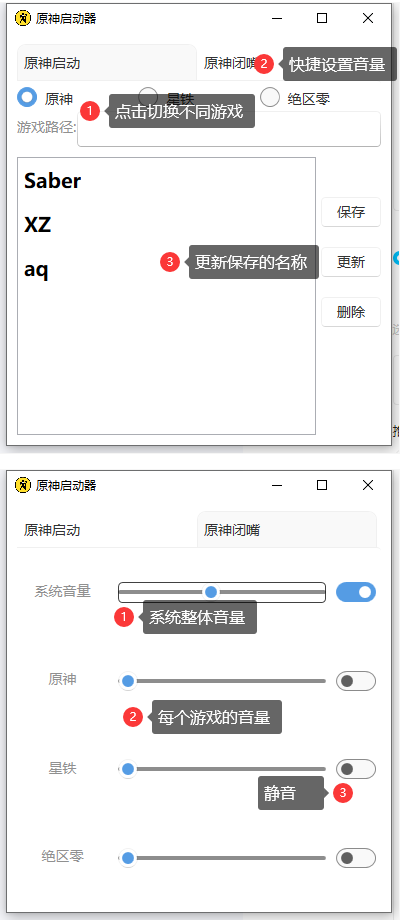 原神启动器
原神启动
原神闭嘴
2
快捷设置音量
原神
星铁
绝区零
1
点击切换不同游戏
游戏路径:
Saber
XZ
aq
保存
3
更新保存的名称
更新
删除
原神启动器
原神启动
原神闭嘴
系统音量
1
系统整体音量
原神
2
每个游戏的音量
星铁
静音
3
绝区零